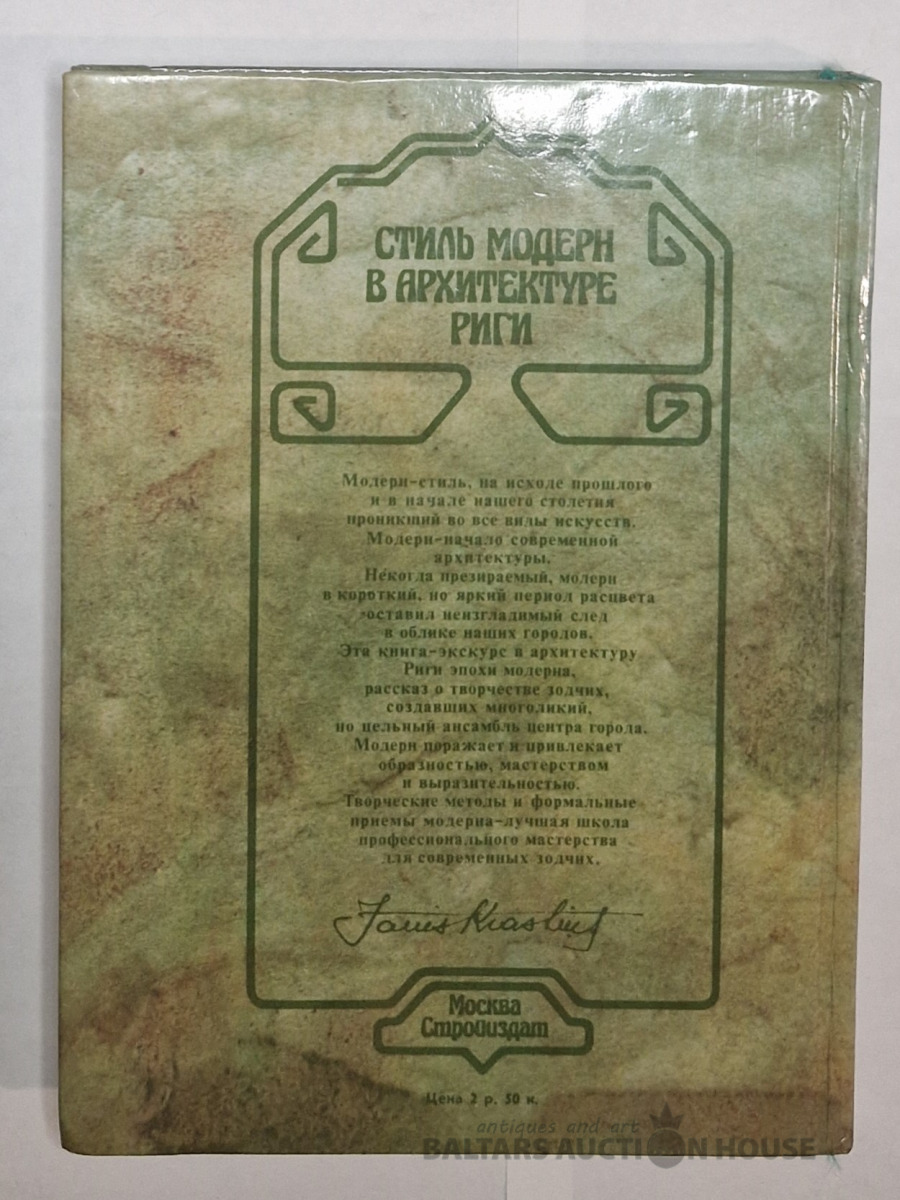 СТИЛЬ МОДЕРН
В АРХИТЕКТУРЕ
РИГИ
Модерн-стиль, на исходе прошлого
и в начале нашего столетия
проникший во все виды искусств.
Модерн-начало современной
архитектуры.
Некогда презираемый, модерн
в короткий, но яркий период расцвета
оставил неизгладимый след
в облике наших городов.
Эта книга-экскурс в архитектуру
Риги эпохи модерна,
рассказ о творчестве зодчих,
создавших многоликий,
но цельный ансамбль центра города.
Модерн поражает и привлекает
образностью, мастерством
и выразительностью.
Творческие методы и формальные
приемы модерна-лучшая школа
профессионального мастерства
для современных зодчих.
Janis Krastiņš
Москва
Стройиздат
Цена 2 р. 50 к.
antiques and art
BALTARS AUCTION HOUSE